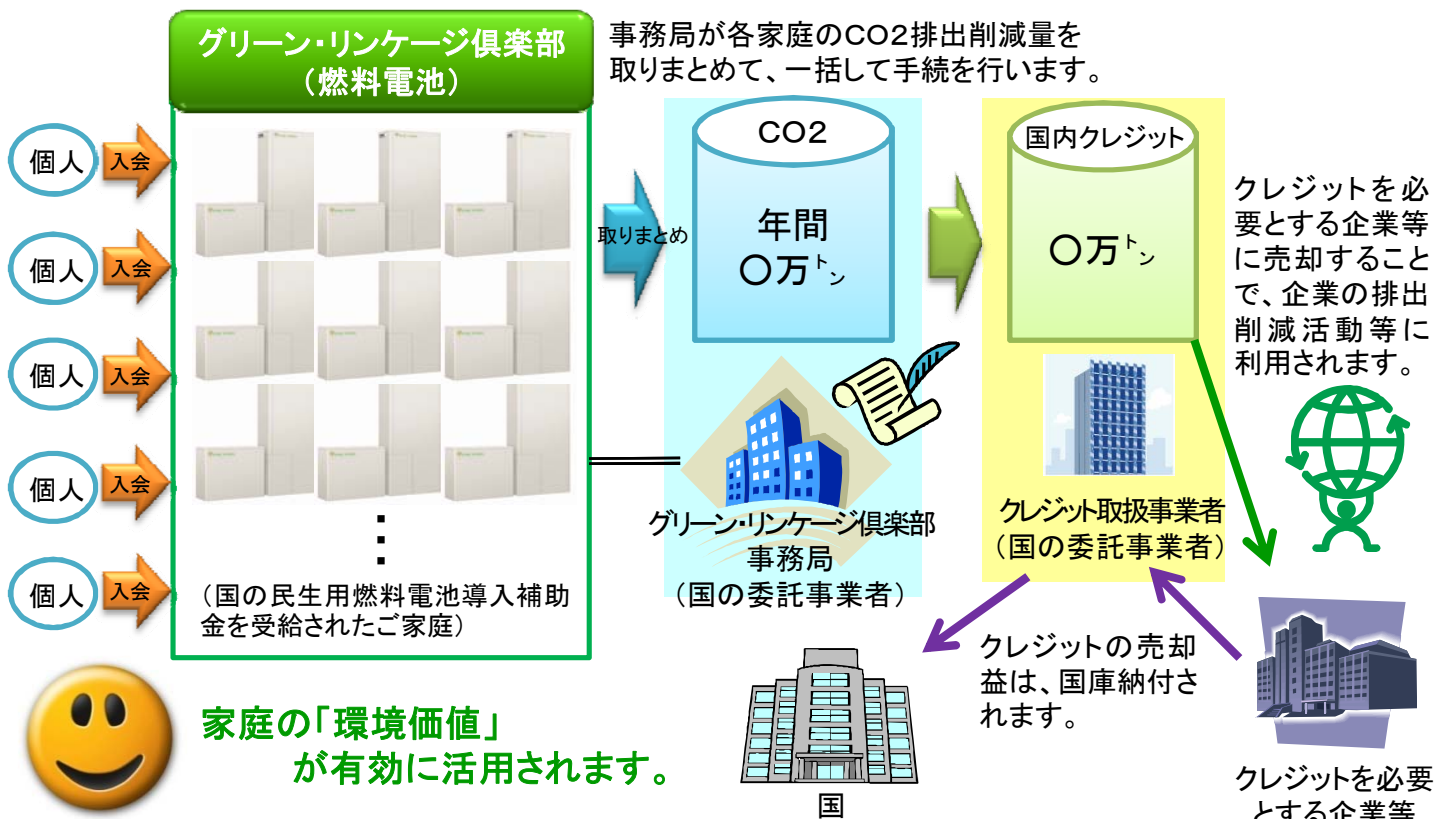 グリーン・リンケージ倶楽部
（燃料電池）
事務局が各家庭のCO2排出削減量を
取りまとめて、一括して手続を行います。
個人
入会
個人
入会
個人
入会
個人
入会
個人
入会
（国の民生用燃料電池導入補助
金を受給されたご家庭）
取りまとめ
CO2
年間
〇万トン
国内クレジット
〇万トン
クレジットを必
要とする企業等
に売却すること
で、企業の排出
削減活動等に
利用されます。
グリーン・リンケージ倶楽部
事務局
（国の委託事業者）
クレジット取扱事業者
（国の委託事業者）
クレジットの売却
益は、国庫納付さ
れます。
国
クレジットを必要
とする企業等
家庭の「環境価値」
が有効に活用されます。